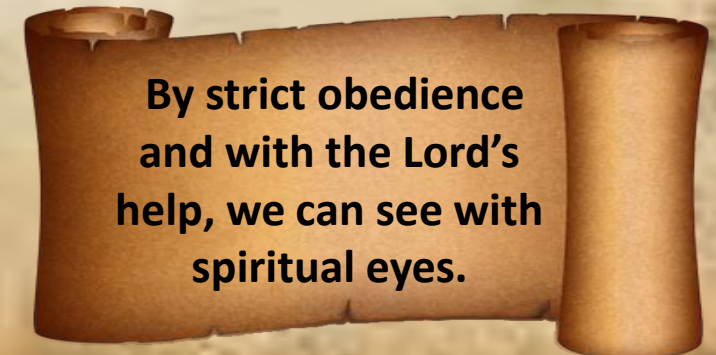 By strict obedience
and with the Lord’s
help, we can see with
spiritual eyes.